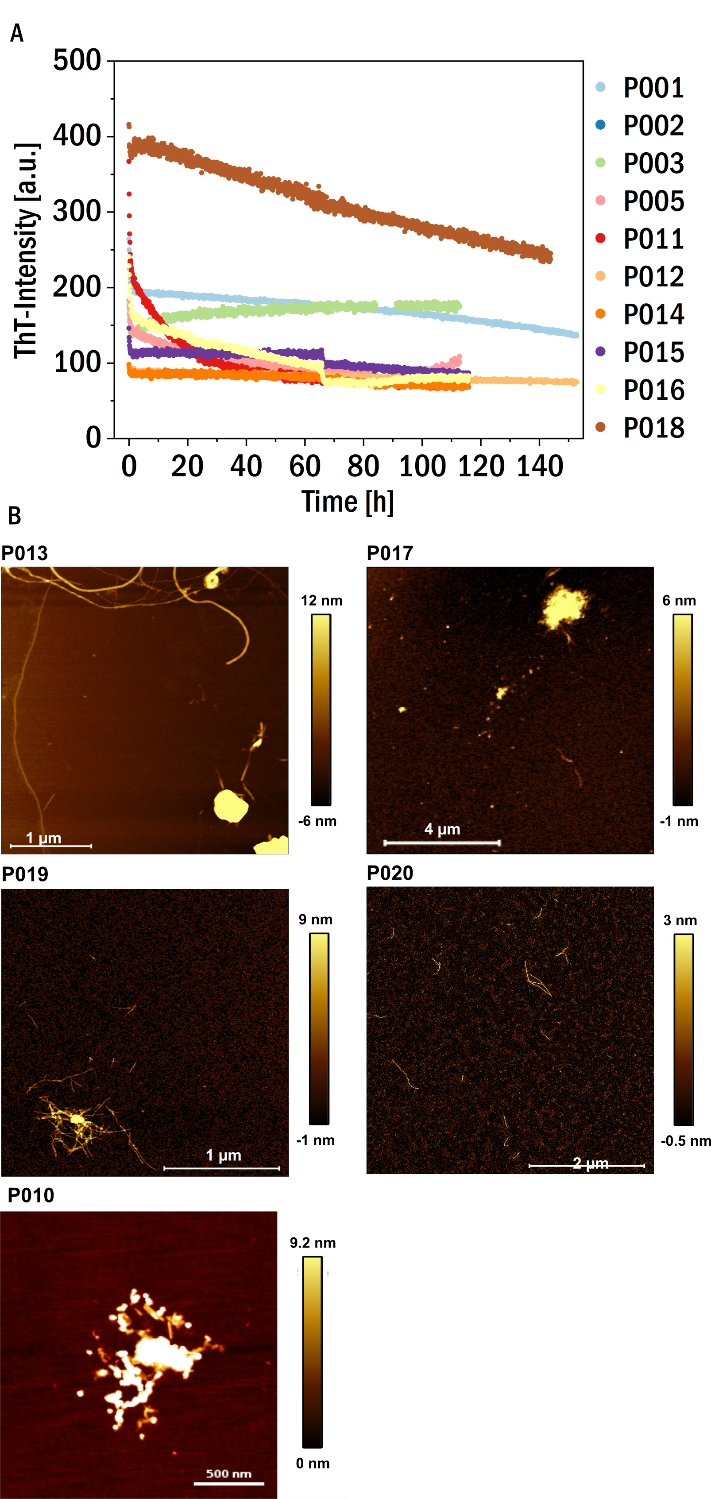 A
ThT-Intensity [a.u.]
500
400
300
200
100
0
0 20 40 60 80 100 120 140
Time [h]
P001
P002
P003
P005
P011
P012
P014
P015
P016
P018
B
P013
12 nm
-6 nm
1 µm
P017
6 nm
-1 nm
4 µm
P019
9 nm
-1 nm
1 µm
P020
3 nm
-0.5 nm
2 µm
P010
9.2 nm
0 nm
500 nm